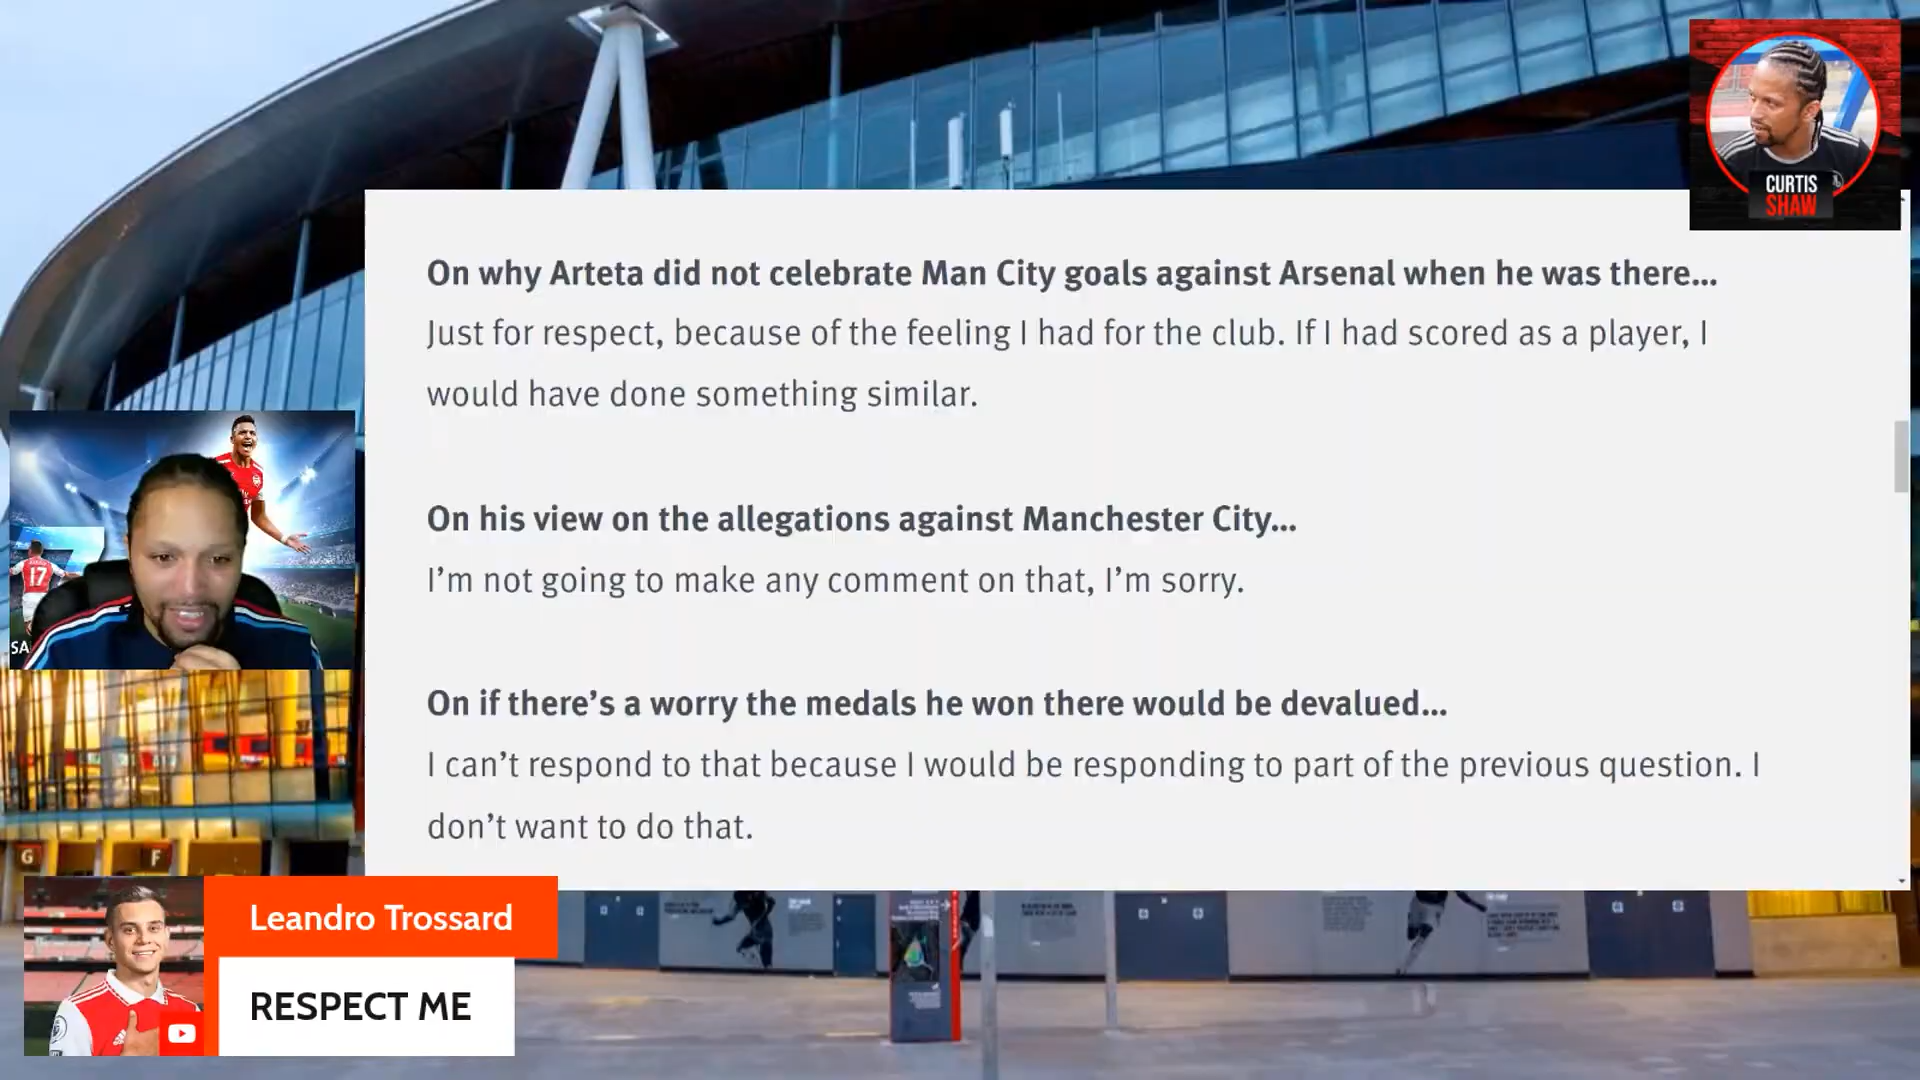 CURTIS
SHAW
On why Arteta did not celebrate Man City goals against Arsenal when he was there...
Just for respect, because of the feeling I had for the club. If I had scored as a player, I
would have done something similar.
On his view on the allegations against Manchester City...
I’m not going to make any comment on that, I’m sorry.
On if there’s a worry the medals he won there would be devalued...
I can’t respond to that because I would be responding to part of the previous question. I
don’t want to do that.
17
SA
G
F
Leandro Trossard
RESPECT ME